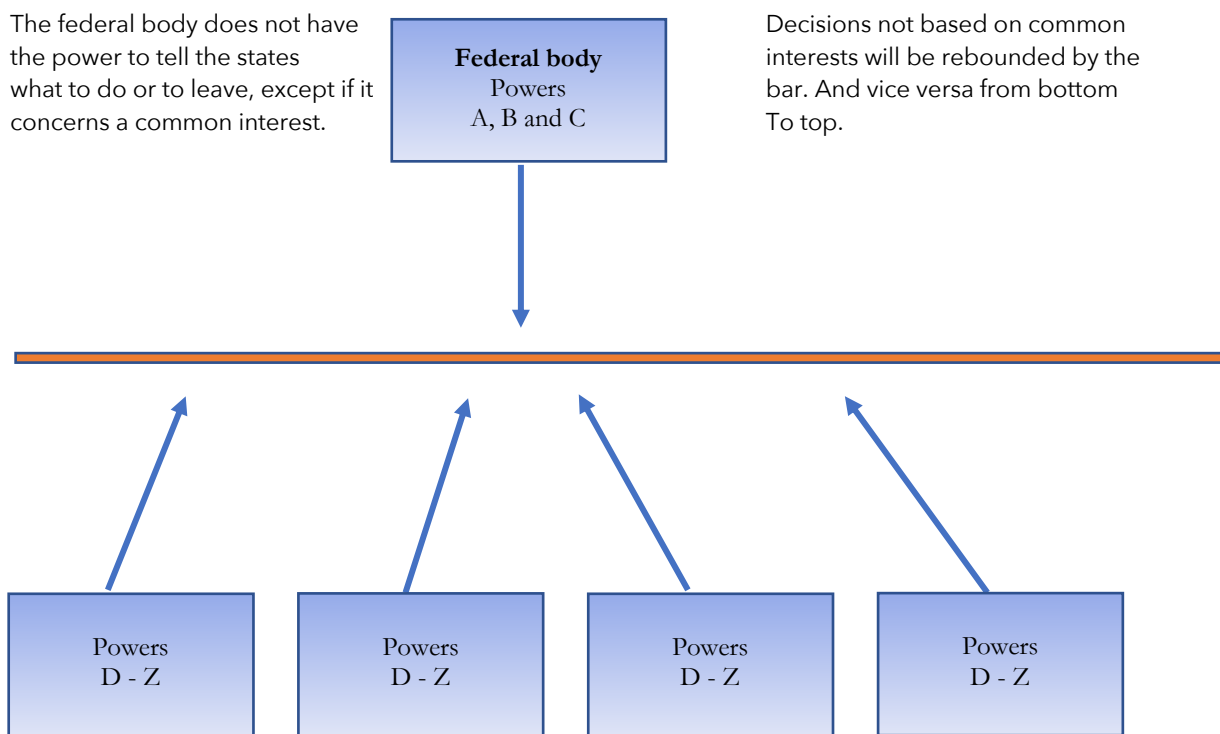 The federal body does not have
the power to tell the states
what to do or to leave, except if it
concerns a common interest.
Federal body
Powers
A, B and C
Decisions not based on common
interests will be rebounded by the
bar. And vice versa from bottom
To top.
Powers
D - Z
Powers
D - Z
Powers
D - Z
Powers
D - Z